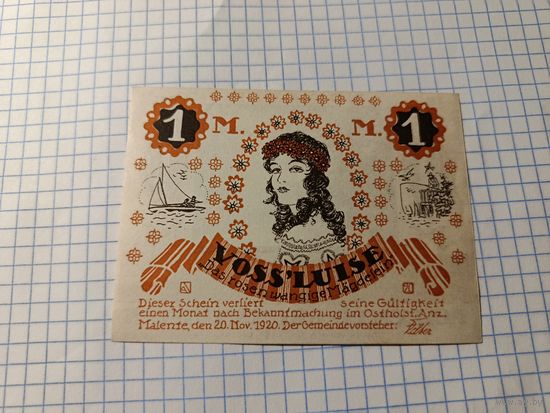 1 M. M. 1
VOSS' LUISE
Das rosenwangige Mägdelein
Dieser Schein verliert seine Gültigkeit
einen Monat nach Bekanntmachung im Ostholst. Anz.
Malente, den 20. Nov. 1920. Der Gemeindevorsteher: